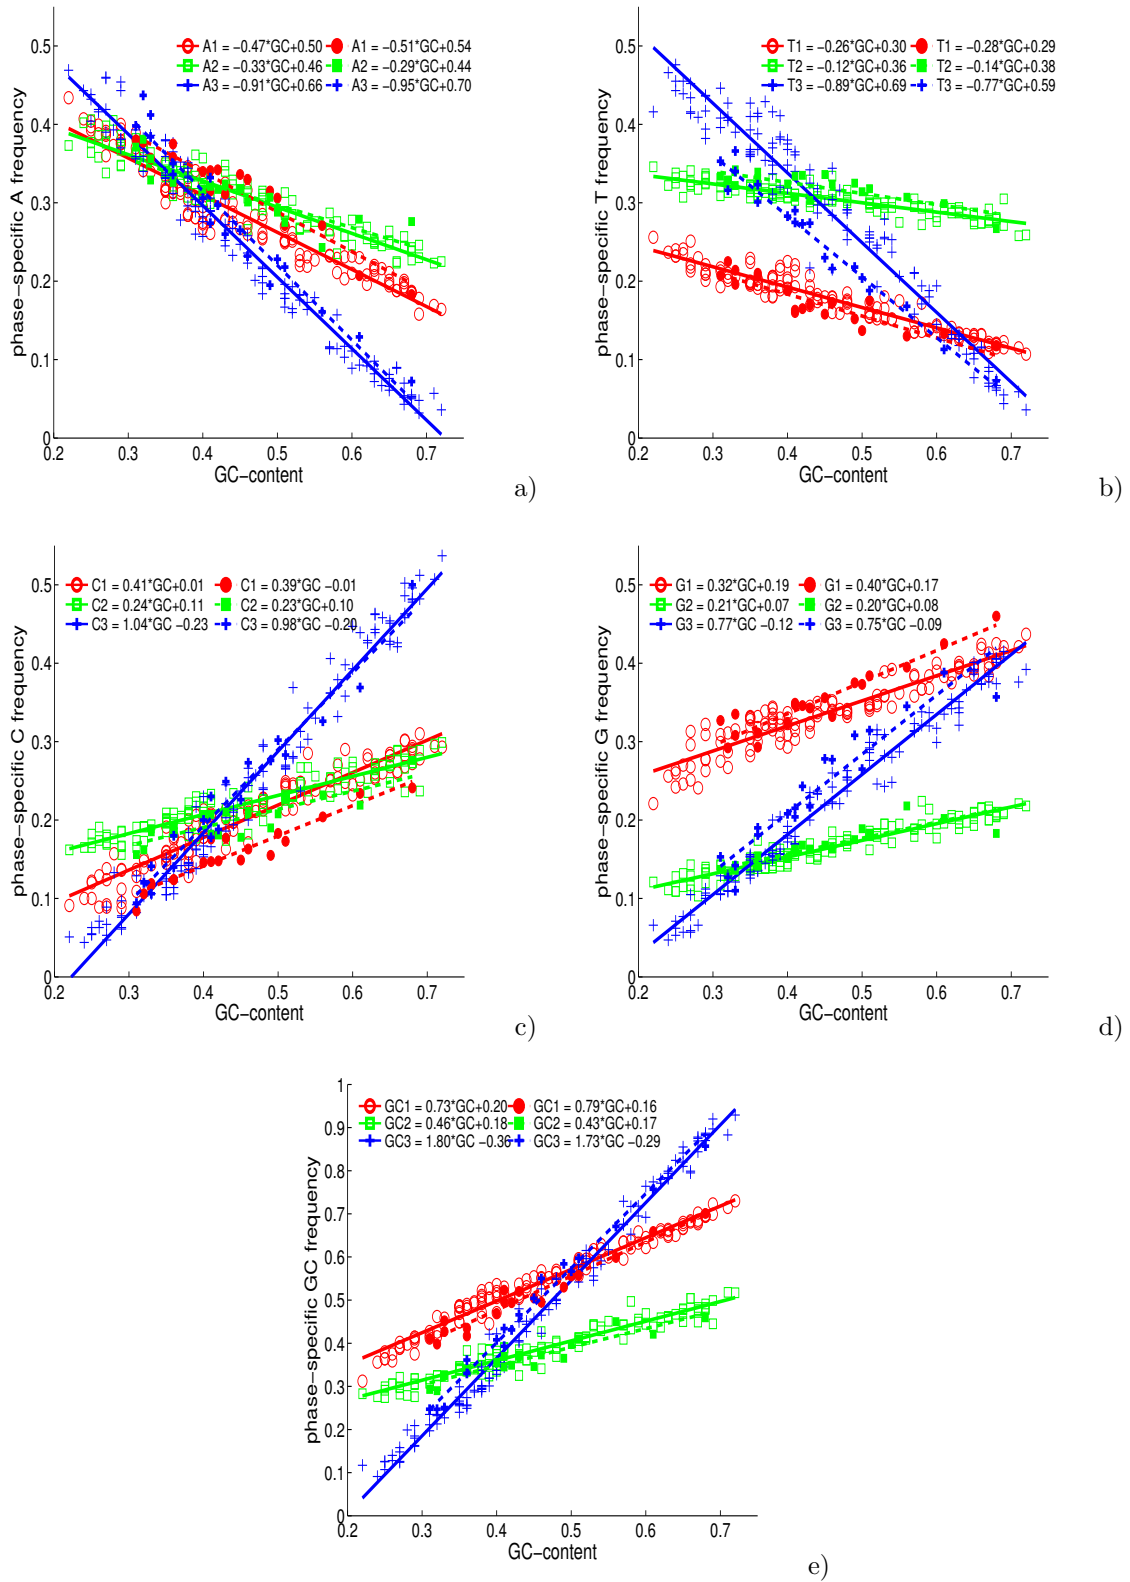 A1 = −0.47*GC+0.50 A1 = −0.51*GC+0.54
A2 = −0.33*GC+0.46 A2 = −0.29*GC+0.44
A3 = −0.91*GC+0.66 A3 = −0.95*GC+0.70
phase−specific A frequency
0.5
0.4
0.3
0.2
0.1
0
0.2 0.3 0.4 0.5 0.6 0.7
GC−content
a)
T1 = −0.26*GC+0.30 T1 = −0.28*GC+0.29
T2 = −0.12*GC+0.36 T2 = −0.14*GC+0.38
T3 = −0.89*GC+0.69 T3 = −0.77*GC+0.59
phase−specific T frequency
0.5
0.4
0.3
0.2
0.1
0
0.2 0.3 0.4 0.5 0.6 0.7
GC−content
b)
C1 = 0.41*GC+0.01 C1 = 0.39*GC −0.01
C2 = 0.24*GC+0.11 C2 = 0.23*GC+0.10
C3 = 1.04*GC −0.23 C3 = 0.98*GC −0.20
phase−specific C frequency
0.5
0.4
0.3
0.2
0.1
0
0.2 0.3 0.4 0.5 0.6 0.7
GC−content
c)
G1 = 0.32*GC+0.19 G1 = 0.40*GC+0.17
G2 = 0.21*GC+0.07 G2 = 0.20*GC+0.08
G3 = 0.77*GC −0.12 G3 = 0.75*GC −0.09
phase−specific G frequency
0.5
0.4
0.3
0.2
0.1
0
0.2 0.3 0.4 0.5 0.6 0.7
GC−content
d)
GC1 = 0.73*GC+0.20 GC1 = 0.79*GC+0.16
GC2 = 0.46*GC+0.18 GC2 = 0.43*GC+0.17
GC3 = 1.80*GC −0.36 GC3 = 1.73*GC −0.29
phase−specific GC frequency
1
0.9
0.8
0.7
0.6
0.5
0.4
0.3
0.2
0.1
0
0.2 0.3 0.4 0.5 0.6 0.7
GC−content
e)